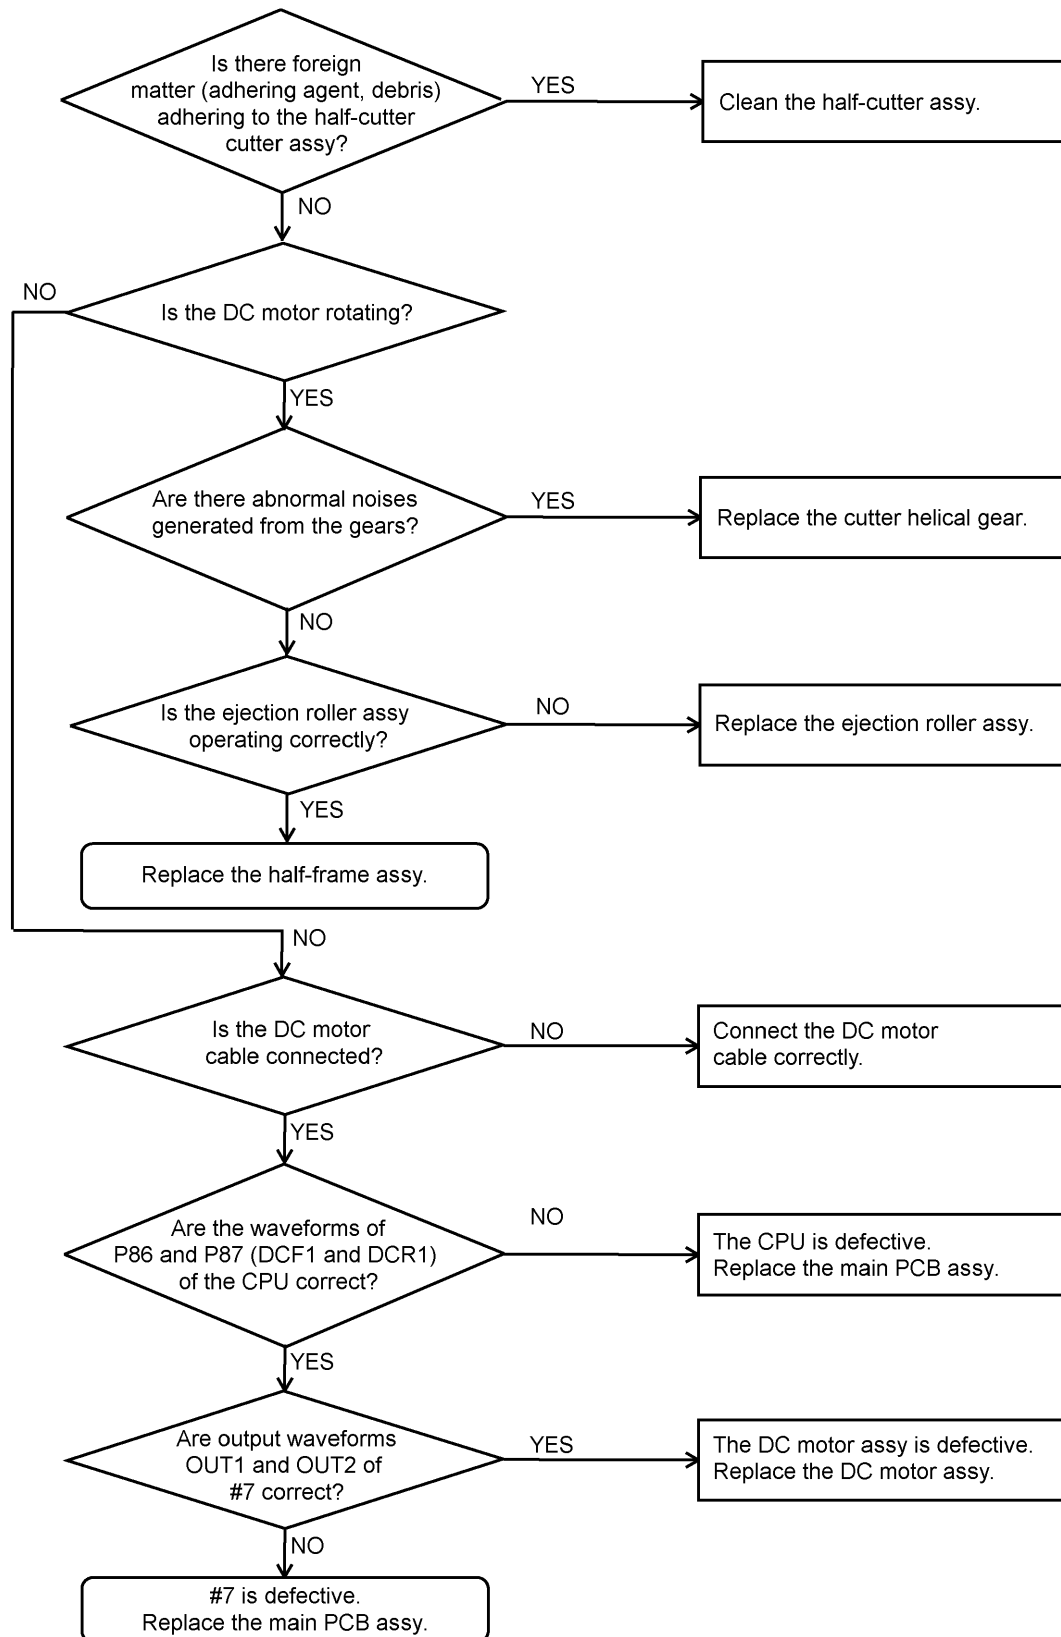 Is there foreign
matter (adhering agent, debris)
adhering to the half-cutter
cutter assy?
YES
Clean the half-cutter assy.
NO
NO
Is the DC motor rotating?
YES
Are there abnormal noises
generated from the gears?
YES
Replace the cutter helical gear.
NO
Is the ejection roller assy
operating correctly?
NO
Replace the ejection roller assy.
YES
Replace the half-frame assy.
NO
Is the DC motor
cable connected?
NO
Connect the DC motor
cable correctly.
YES
Are the waveforms of
P86 and P87 (DCF1 and DCR1)
of the CPU correct?
NO
The CPU is defective.
Replace the main PCB assy.
YES
Are output waveforms
OUT1 and OUT2 of
#7 correct?
YES
The DC motor assy is defective.
Replace the DC motor assy.
NO
#7 is defective.
Replace the main PCB assy.